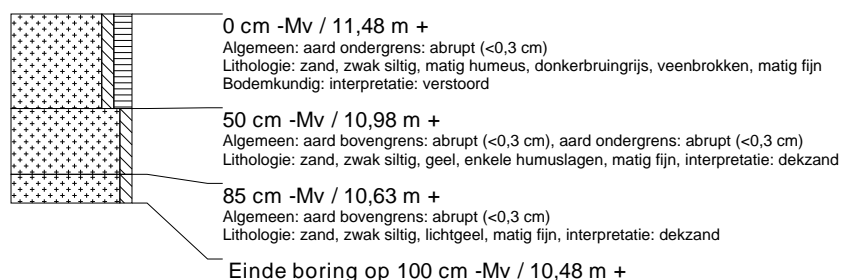 0 cm -Mv / 11,48 m +
Algemeen: aard ondergrens: abrupt (<0,3 cm)
Lithologie: zand, zwak siltig, matig humeus, donkerbruingrijs, veenbrokken, matig fijn
Bodemkundig: interpretatie: verstoord
50 cm -Mv / 10,98 m +
Algemeen: aard bovengrens: abrupt (<0,3 cm), aard ondergrens: abrupt (<0,3 cm)
Lithologie: zand, zwak siltig, geel, enkele humuslagen, matig fijn, interpretatie: dekzand
85 cm -Mv / 10,63 m +
Algemeen: aard bovengrens: abrupt (<0,3 cm)
Lithologie: zand, zwak siltig, lichtgeel, matig fijn, interpretatie: dekzand
Einde boring op 100 cm -Mv / 10,48 m +